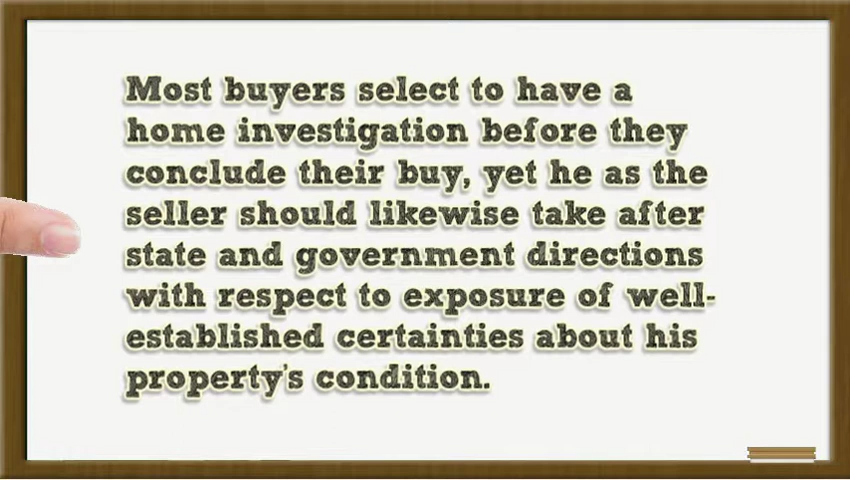 Most buyers select to have a
home investigation before they
conclude their buy, yet he as the
seller should likewise take after
state and government directions
with respect to exposure of well-
established certainties about his
property's condition.